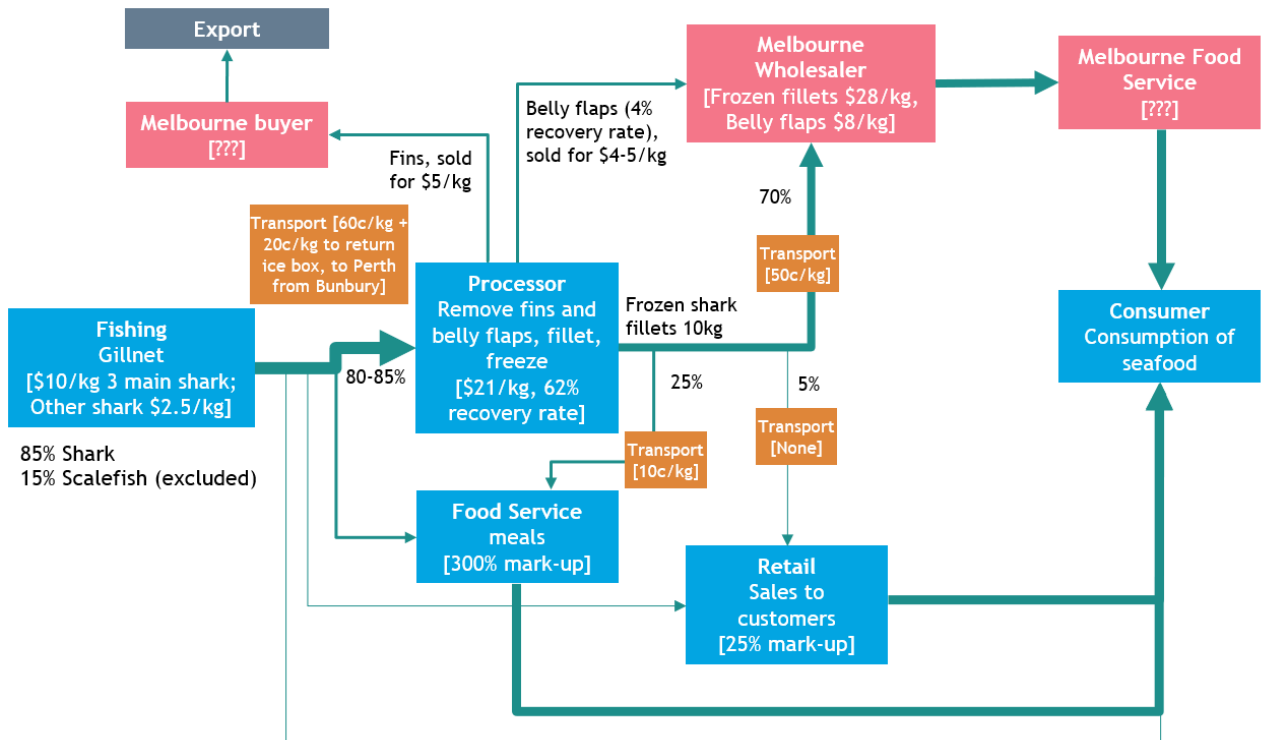 Export
Melbourne buyer
[???]
Fins, sold
for $5/kg
Belly flaps (4%
recovery rate),
sold for $4-5/kg
Melbourne
Wholesaler
[Frozen fillets $28/kg,
Belly flaps $8/kg]
Melbourne Food
Service
[???]
70%
Transport
[50c/kg]
Transport [60c/kg +
20c/kg to return
ice box, to Perth
from Bunbury]
Fishing
Gillnet
[$10/kg 3 main shark;
Other shark $2.5/kg]
85% Shark
15% Scalefish (excluded)
80-85%
Processor
Remove fins and
belly flaps, fillet,
freeze
[$21/kg, 62%
recovery rate]
Frozen shark
fillets 10kg
25%
5%
Transport
[10c/kg]
Transport
[None]
Consumer
Consumption of
seafood
Food Service
meals
[300% mark-up]
Retail
Sales to
customers
[25% mark-up]